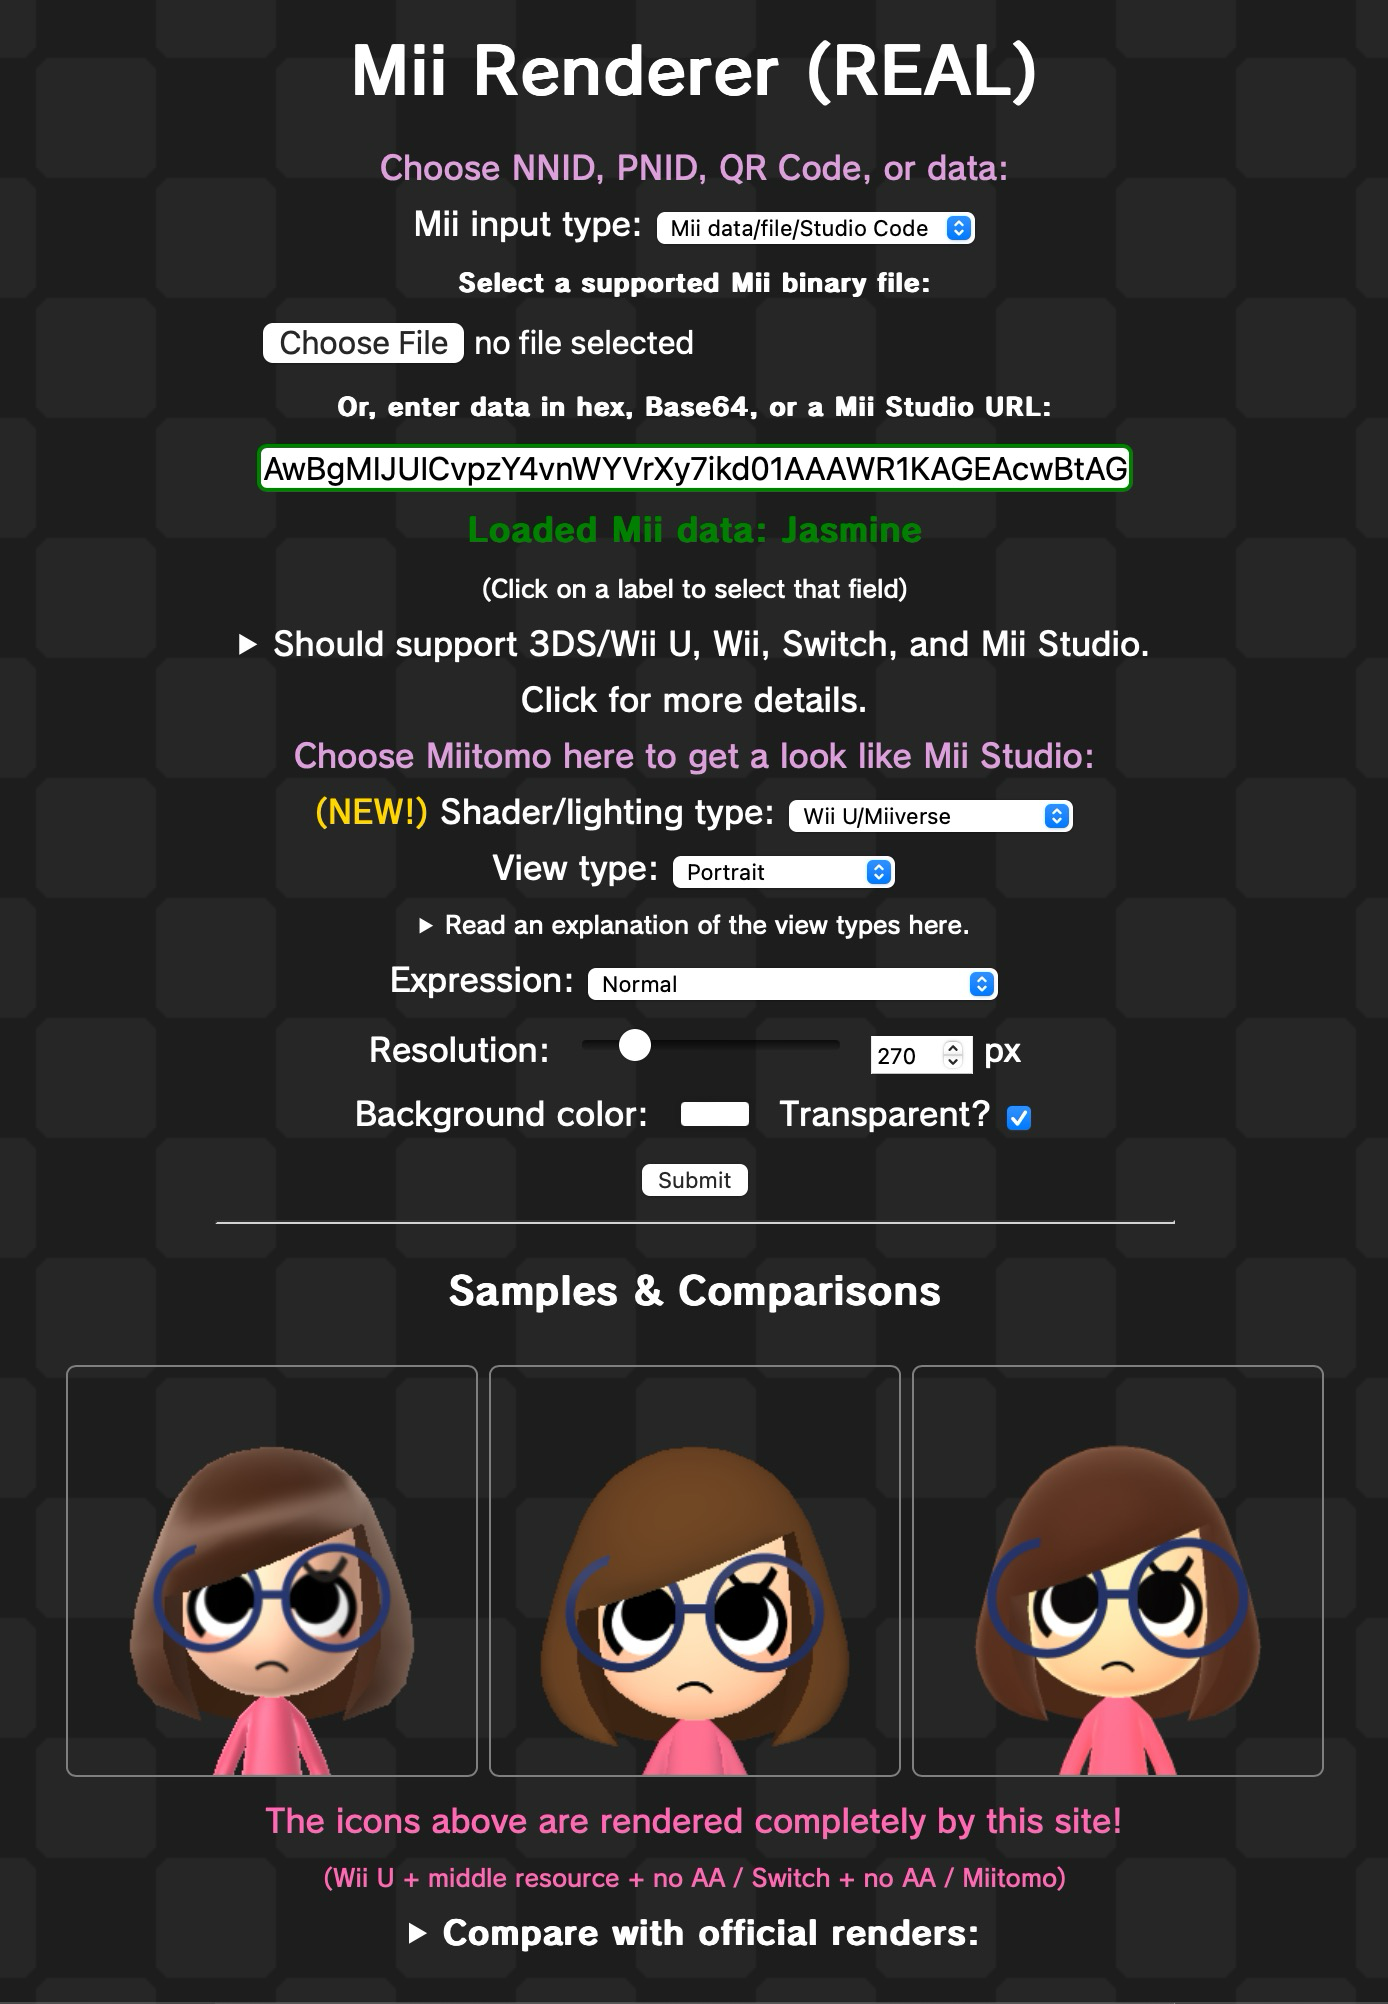 Mii Renderer (REAL)
Choose NNID, PNID, QR Code, or data:
Mii input type: Mii data/file/Studio Code
Select a supported Mii binary file:
Choose File no file selected
Or, enter data in hex, Base64, or a Mii Studio URL:
AwBgMIJUICvpzY4vnWYVrXy7ikd01AAAWR1KAGEAcwBtAG
Loaded Mii data: Jasmine
(Click on a label to select that field)
▶ Should support 3DS/Wii U, Wii, Switch, and Mii Studio.
Click for more details.
Choose Miitomo here to get a look like Mii Studio:
(NEW!) Shader/lighting type: Wii U/Miiverse
View type: Portrait
▶ Read an explanation of the view types here.
Expression: Normal
Resolution: 270 px
Background color: Transparent?
Submit
Samples & Comparisons
The icons above are rendered completely by this site!
(Wii U + middle resource + no AA / Switch + no AA / Miitomo)
▶ Compare with official renders: